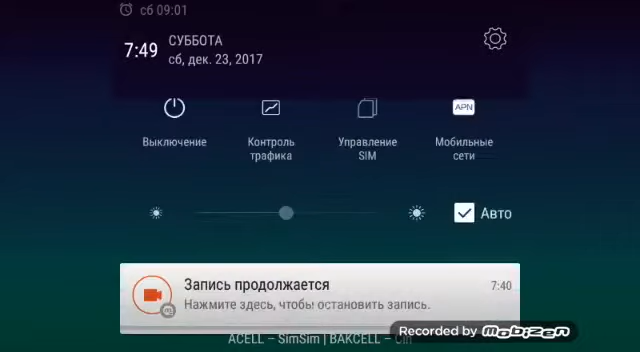 сб 09:01
7:49
СУББОТА
сб, дек. 23, 2017
APN
Выключение
Контроль
трафика
Управление
SIM
Мобильные
сети
Авто
Запись продолжается
7:40
Нажмите здесь, чтобы остановить запись.
Recorded by Mobizen
ACELL – SimSim | BAKCELL – Cin